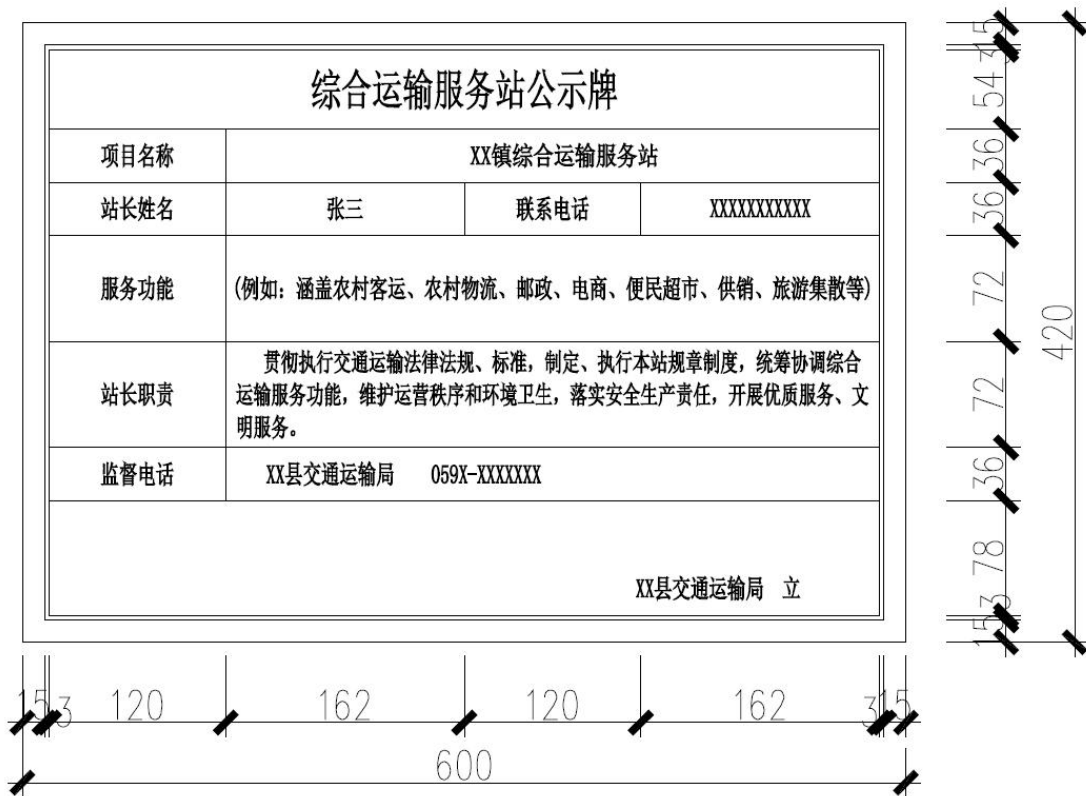 综合运输服务站公示牌
项目名称 XX镇综合运输服务站
站长姓名 张三 联系电话 XXXXXXXXXXX
服务功能 (例如：涵盖农村客运、农村物流、邮政、电商、便民超市、供销、旅游集散等)
站长职责 贯彻执行交通运输法律法规、标准，制定、执行本站规章制度，统筹协调综合
运输服务功能，维护运营秩序和环境卫生，落实安全生产责任，开展优质服务、文
明服务。
监督电话 XX县交通运输局 059X-XXXXXXX
XX县交通运输局 立
15 3 54 36 36 72 72 36 78 3 15
420
15 3 120 162 120 162 3 15
600